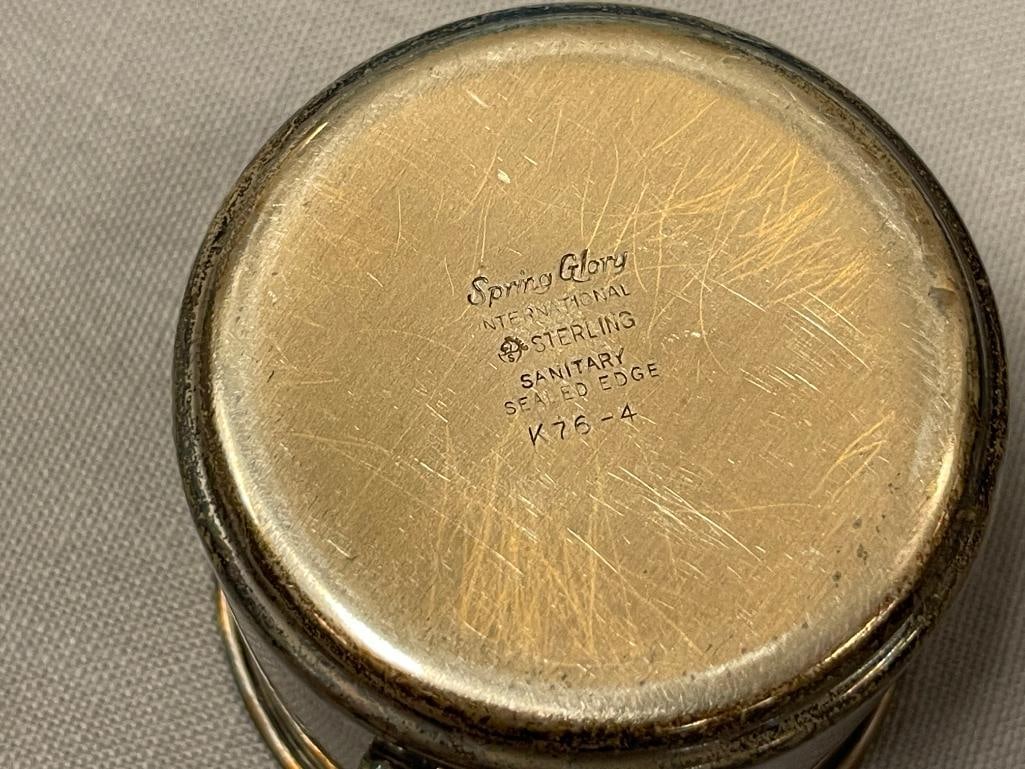 Spring Glory
INTERNATIONAL
STERLING
SANITARY
SEALED EDGE
K76-4